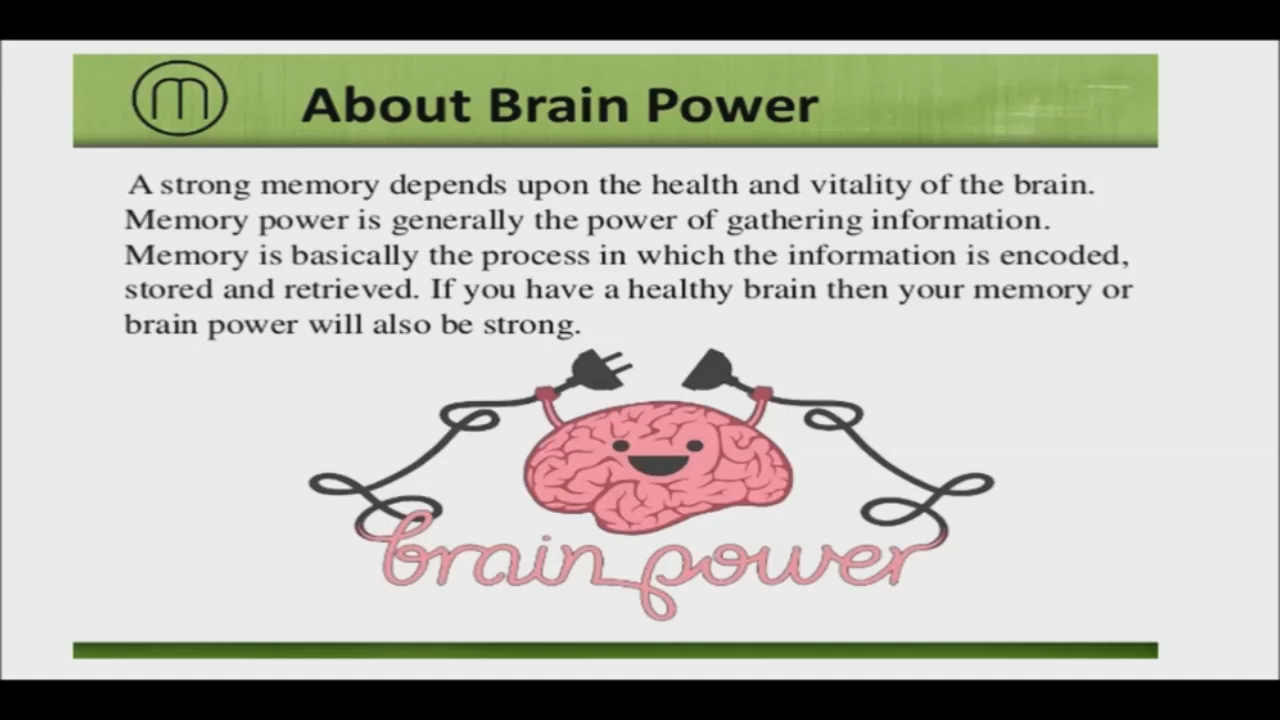 m
About Brain Power
A strong memory depends upon the health and vitality of the brain.
Memory power is generally the power of gathering information.
Memory is basically the process in which the information is encoded,
stored and retrieved. If you have a healthy brain then your memory or
brain power will also be strong.
brain power